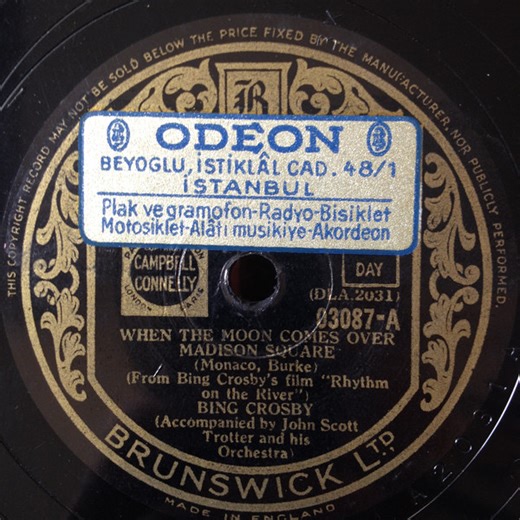 THIS COPYRIGHT RECORD MAY NOT BE SOLD BELOW THE PRICE FIXED BY THE MANUFACTURER, NOR PUBLICLY PERFORMED.
B
ODEON
BEYOGLU, İSTİKLÂL CAD. 48/1
İSTANBUL
Plak ve gramofon-Radyo-Bisiklet
Motosiklet-Alâtı musikiye-Akordeon
CAMPBELL
CONNELLY
DAY
(DLA.2031)
03087-A
WHEN THE MOON COMES OVER
MADISON SQUARE
(Monaco, Burke)
(From Bing Crosby's film "Rhythm
on the River")
BING CROSBY
(Accompanied by John Scott
Trotter and his
Orchestra)
BRUNSWICK LTD
MADE IN ENGLAND